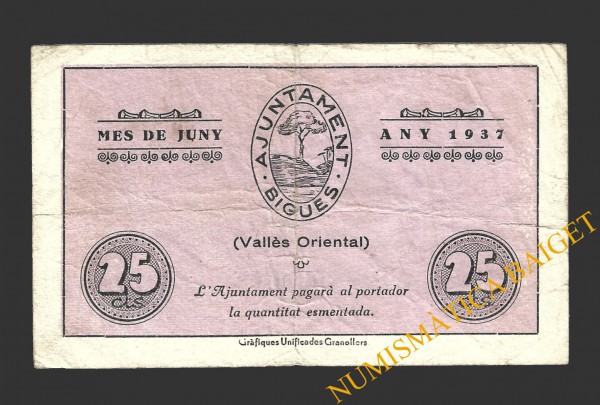 AJUNTAMENT · BIGUES ·
MES DE JUNY
ANY 1937
(Vallès Oriental)
25 cts
25 cts
L'Ajuntament pagarà al portador
la quantitat esmentada.
Gràfiques Unificades Granollers
NUMISMÀTICA BAIGET